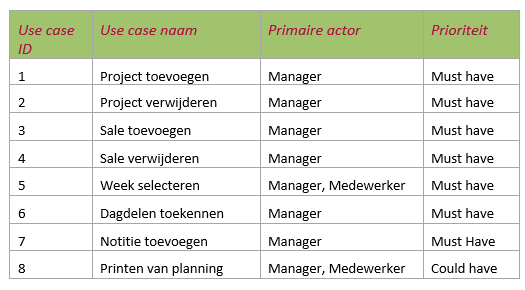 Use case ID Use case naam Primaire actor Prioriteit
1 Project toevoegen Manager Must have
2 Project verwijderen Manager Must have
3 Sale toevoegen Manager Must have
4 Sale verwijderen Manager Must have
5 Week selecteren Manager, Medewerker Must have
6 Dagdelen toekennen Manager Must have
7 Notitie toevoegen Manager Must Have
8 Printen van planning Manager, Medewerker Could have